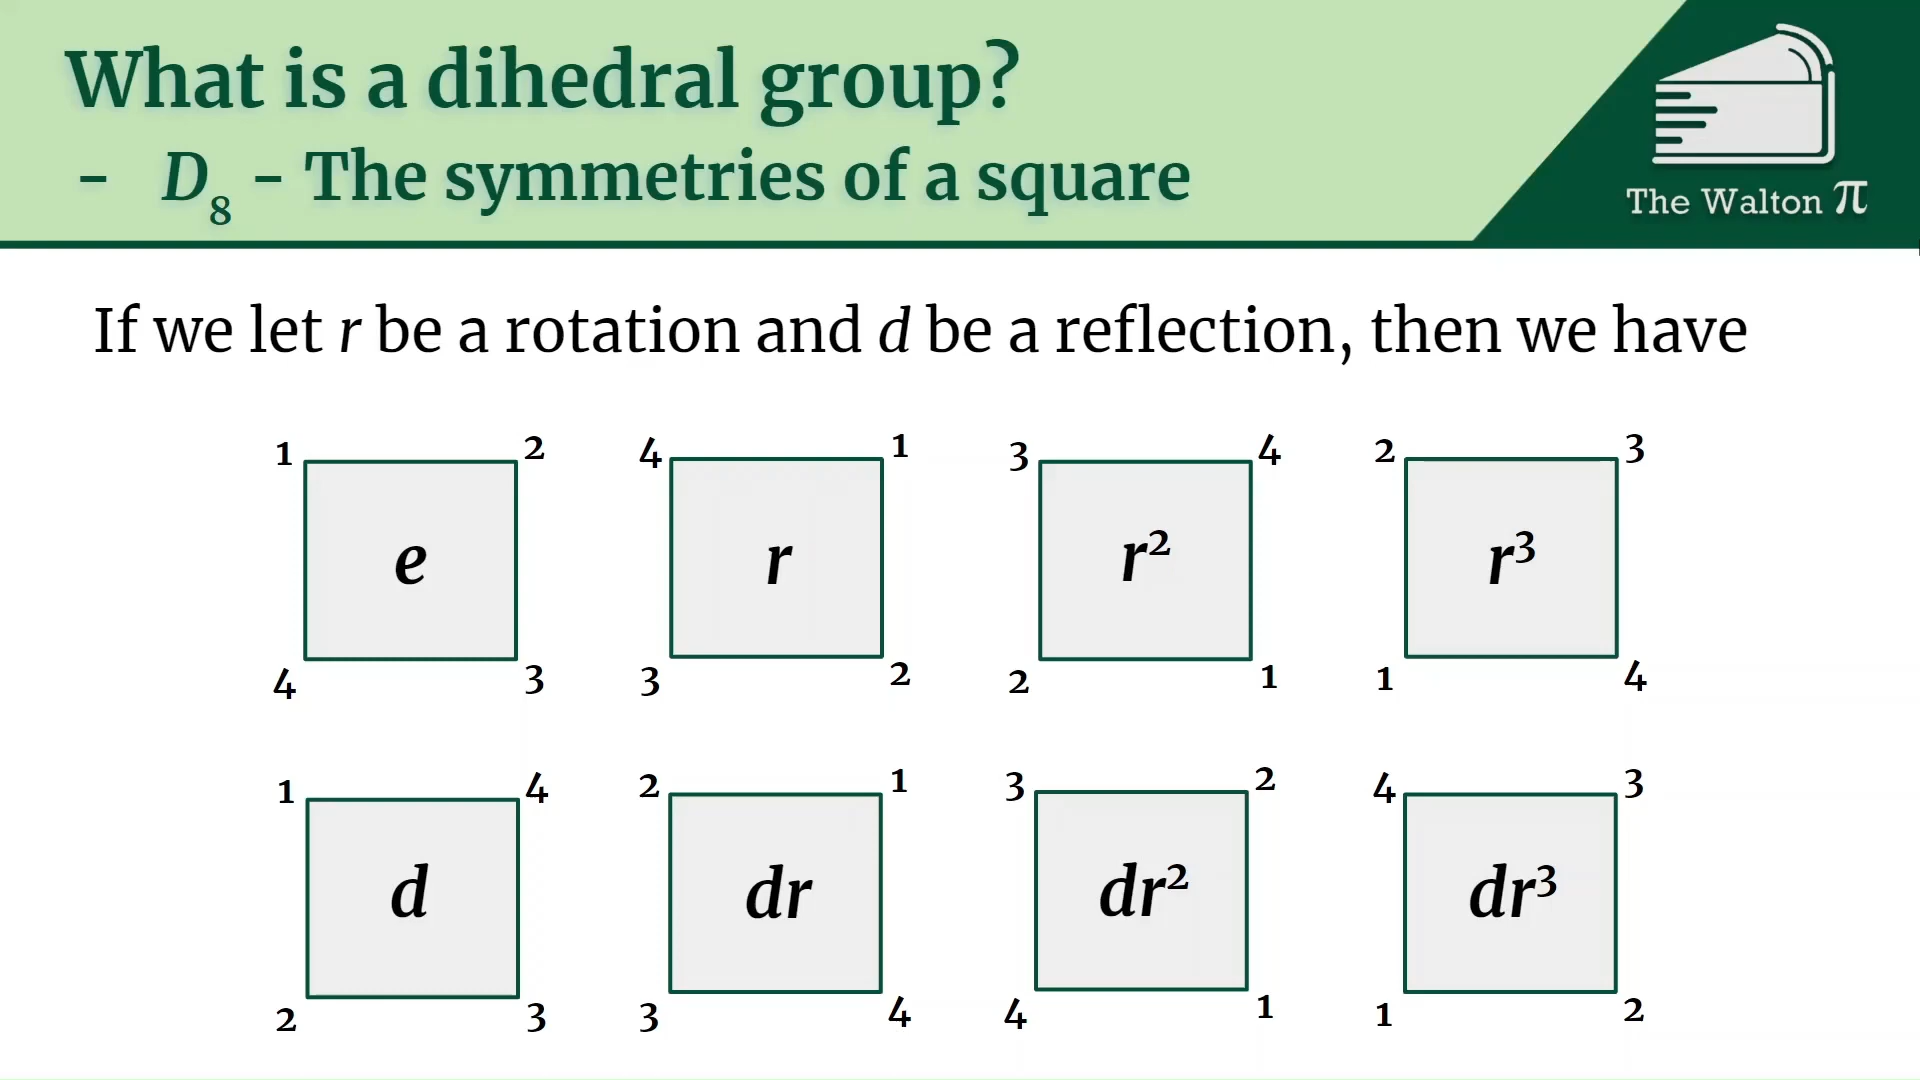 What is a dihedral group?
- D₈ - The symmetries of a square
The Walton π
If we let r be a rotation and d be a reflection, then we have
1 2 4 1 3 4 2 3
e r r² r³
4 3 3 2 2 1 1 4
1 4 2 1 3 2 4 3
d dr dr² dr³
2 3 3 4 4 1 1 2